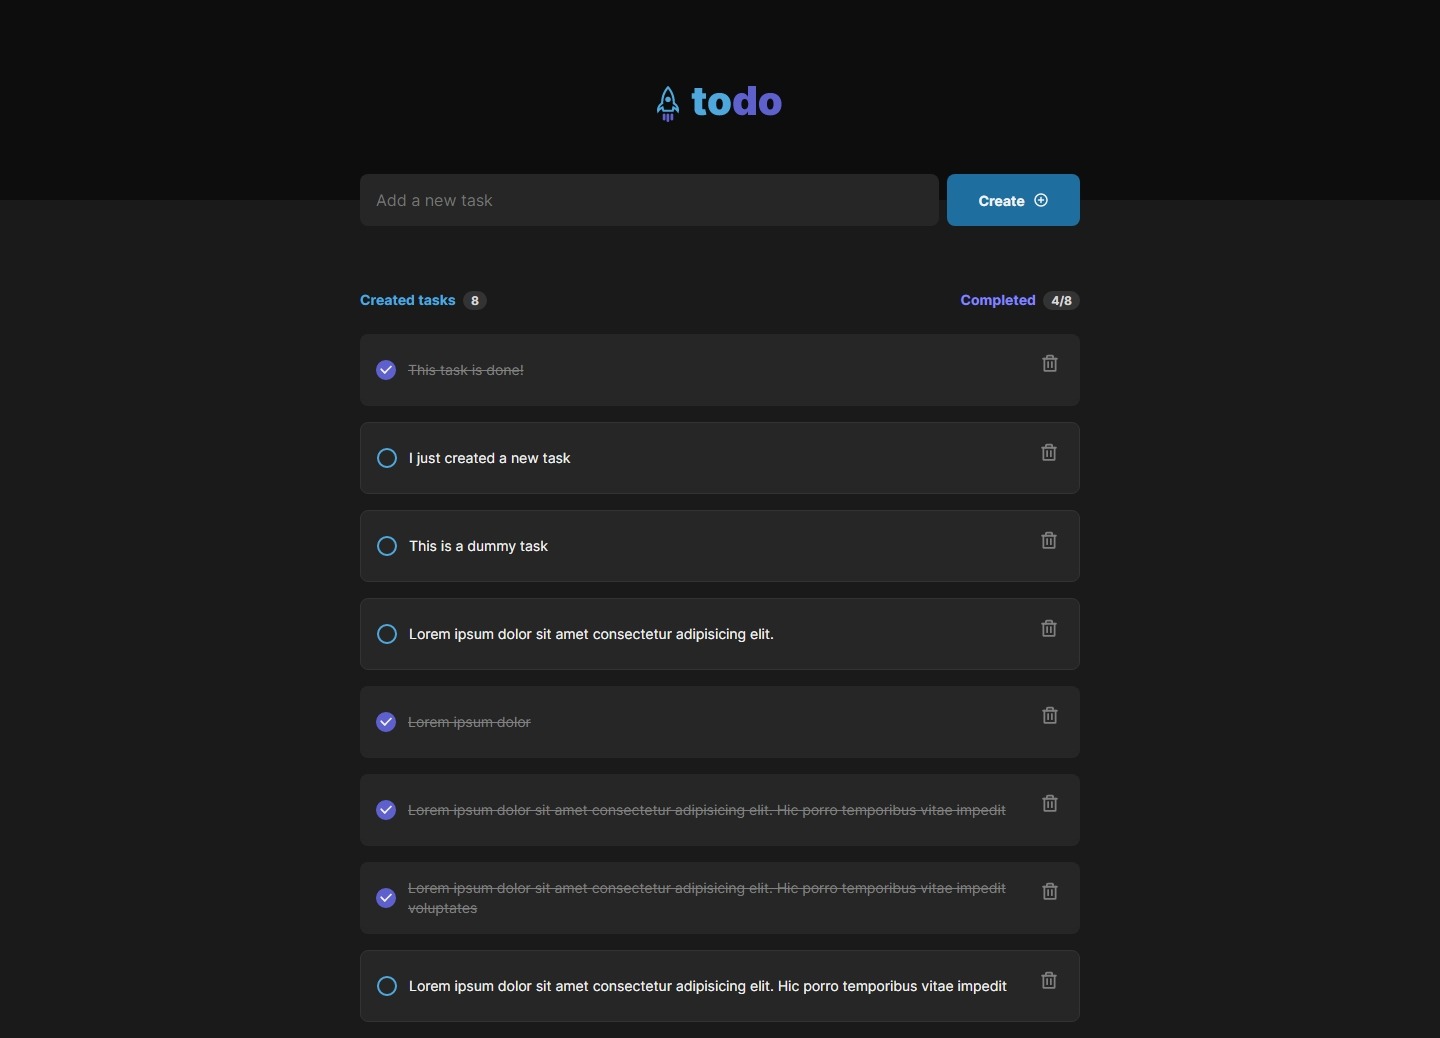 todo
Add a new task
Create
Created tasks 8
Completed 4/8
This task is done!
I just created a new task
This is a dummy task
Lorem ipsum dolor sit amet consectetur adipisicing elit.
Lorem ipsum dolor
Lorem ipsum dolor sit amet consectetur adipisicing elit. Hic porro temporibus vitae impedit
Lorem ipsum dolor sit amet consectetur adipisicing elit. Hic porro temporibus vitae impedit
voluptates
Lorem ipsum dolor sit amet consectetur adipisicing elit. Hic porro temporibus vitae impedit